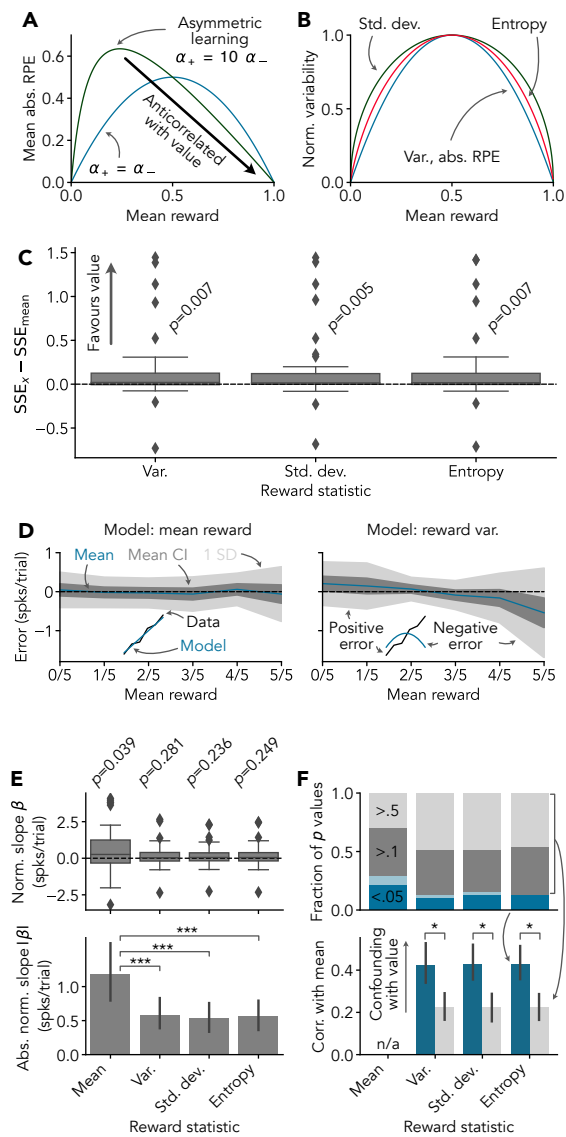 A
Asymmetric
learning
α₊ = 10 α₋
Anticorrelated
with value
α₊ = α₋
Mean abs. RPE
0.6
0.4
0.2
0.0
0.0
0.5
1.0
Mean reward
B
Std. dev.
Entropy
Var., abs. RPE
Norm. variability
1.0
0.5
0.0
0.0
0.5
1.0
Mean reward
C
Favours value
SSEₓ − SSE_mean
1.5
1.0
0.5
0.0
−0.5
p=0.007
p=0.005
p=0.007
Var.
Std. dev.
Entropy
Reward statistic
D
Model: mean reward
Mean
Mean CI
1 SD
Data
Model
Error (spks/trial)
1
0
−1
0/5 1/5 2/5 3/5 4/5 5/5
Mean reward
Model: reward var.
Positive
error
Negative
error
0/5 1/5 2/5 3/5 4/5 5/5
Mean reward
E
p=0.039
p=0.281
p=0.236
p=0.249
Norm. slope β
(spks/trial)
2.5
0.0
−2.5
***
***
***
Abs. norm. slope |β|
(spks/trial)
1.0
0.5
0.0
Mean
Var.
Std. dev.
Entropy
Reward statistic
F
Fraction of p values
1.0
0.5
0.0
>.5
>.1
<.05
Corr. with mean
0.4
0.2
0.0
Confounding
with value
*
*
*
n/a
Mean
Var.
Std. dev.
Entropy
Reward statistic